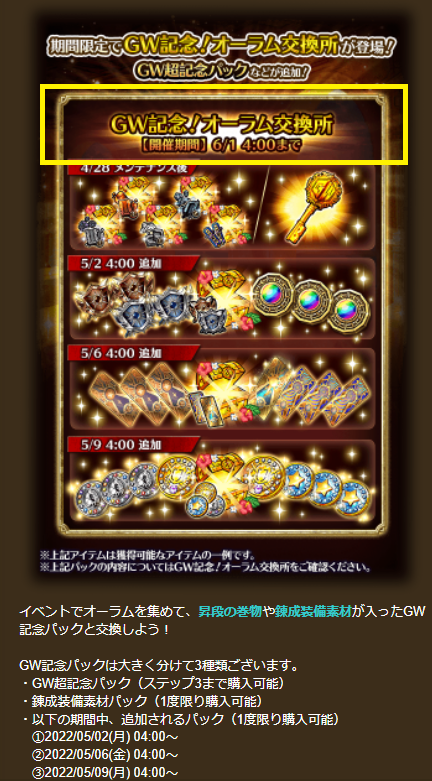 期間限定でGW記念！オーラム交換所が登場！
GW超記念パックなどが追加！
GW記念！オーラム交換所
【開催期間】6/1 4:00まで
4/28 メンテナンス後
5/2 4:00 追加
5/6 4:00 追加
5/9 4:00 追加
※上記アイテムは獲得可能なアイテムの一例です。
※上記パックの内容についてはGW記念！オーラム交換所をご確認ください。
イベントでオーラムを集めて、昇段の巻物や錬成装備素材が入ったGW
記念パックと交換しよう！
GW記念パックは大きく分けて3種類ございます。
・GW超記念パック（ステップ3まで購入可能）
・錬成装備素材パック（1度限り購入可能）
・以下の期間中、追加されるパック（1度限り購入可能）
①2022/05/02(月) 04:00～
②2022/05/06(金) 04:00～
③2022/05/09(月) 04:00～